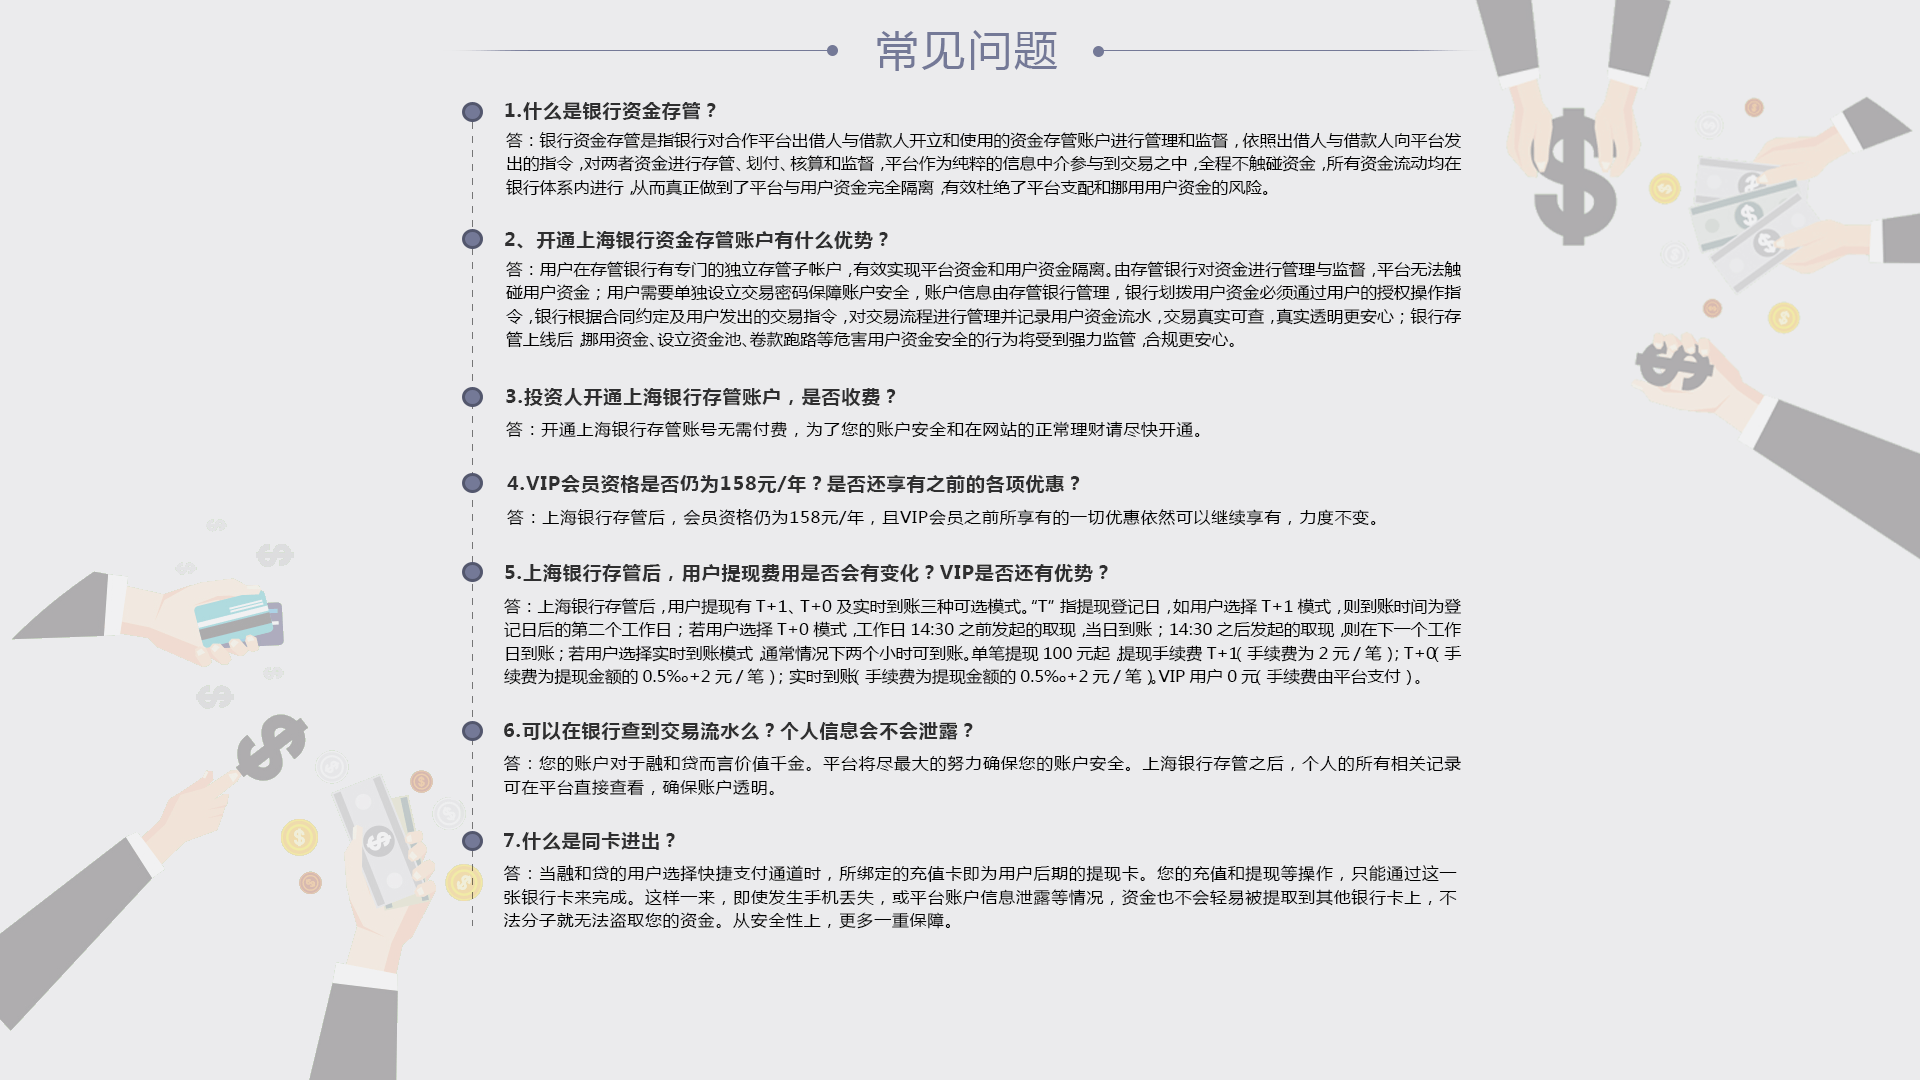 常见问题
1.什么是银行资金存管？
答：银行资金存管是指银行对合作平台出借人与借款人开立和使用的资金存管账户进行管理和监督，依照出借人与借款人向平台发
出的指令，对两者资金进行存管、划付、核算和监督，平台作为纯粹的信息中介参与到交易之中，全程不触碰资金，所有资金流动均在
银行体系内进行，从而真正做到了平台与用户资金完全隔离，有效杜绝了平台支配和挪用用户资金的风险。
2、开通上海银行资金存管账户有什么优势？
答：用户在存管银行有专门的独立存管子帐户，有效实现平台资金和用户资金隔离。由存管银行对资金进行管理与监督，平台无法触
碰用户资金；用户需要单独设立交易密码保障账户安全，账户信息由存管银行管理，银行划拨用户资金必须通过用户的授权操作指
令，银行根据合同约定及用户发出的交易指令，对交易流程进行管理并记录用户资金流水，交易真实可查，真实透明更安心；银行存
管上线后，挪用资金、设立资金池、卷款跑路等危害用户资金安全的行为将受到强力监管，合规更安心。
3.投资人开通上海银行存管账户，是否收费？
答：开通上海银行存管账号无需付费，为了您的账户安全和在网站的正常理财请尽快开通。
4.VIP会员资格是否仍为158元/年？是否还享有之前的各项优惠？
答：上海银行存管后，会员资格仍为158元/年，且VIP会员之前所享有的一切优惠依然可以继续享有，力度不变。
5.上海银行存管后，用户提现费用是否会有变化？VIP是否还有优势？
答：上海银行存管后，用户提现有 T+1、T+0 及实时到账三种可选模式。“T” 指提现登记日，如用户选择 T+1 模式，则到账时间为登
记日后的第二个工作日；若用户选择 T+0 模式，工作日 14:30 之前发起的取现，当日到账；14:30 之后发起的取现，则在下一个工作
日到账；若用户选择实时到账模式，通常情况下两个小时可到账。单笔提现 100 元起，提现手续费 T+1（手续费为 2 元 / 笔）；T+0（手
续费为提现金额的 0.5‰+2 元 / 笔）；实时到账（手续费为提现金额的 0.5‰+2 元 / 笔）。VIP 用户 0 元（手续费由平台支付）。
6.可以在银行查到交易流水么？个人信息会不会泄露？
答：您的账户对于融和贷而言价值千金。平台将尽最大的努力确保您的账户安全。上海银行存管之后，个人的所有相关记录
可在平台直接查看，确保账户透明。
7.什么是同卡进出？
答：当融和贷的用户选择快捷支付通道时，所绑定的充值卡即为用户后期的提现卡。您的充值和提现等操作，只能通过这一
张银行卡来完成。这样一来，即使发生手机丢失，或平台账户信息泄露等情况，资金也不会轻易被提取到其他银行卡上，不
法分子就无法盗取您的资金。从安全性上，更多一重保障。